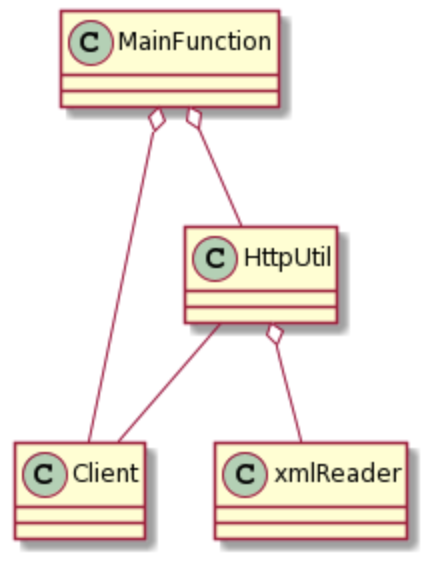 C MainFunction
C HttpUtil
C Client
C xmlReader